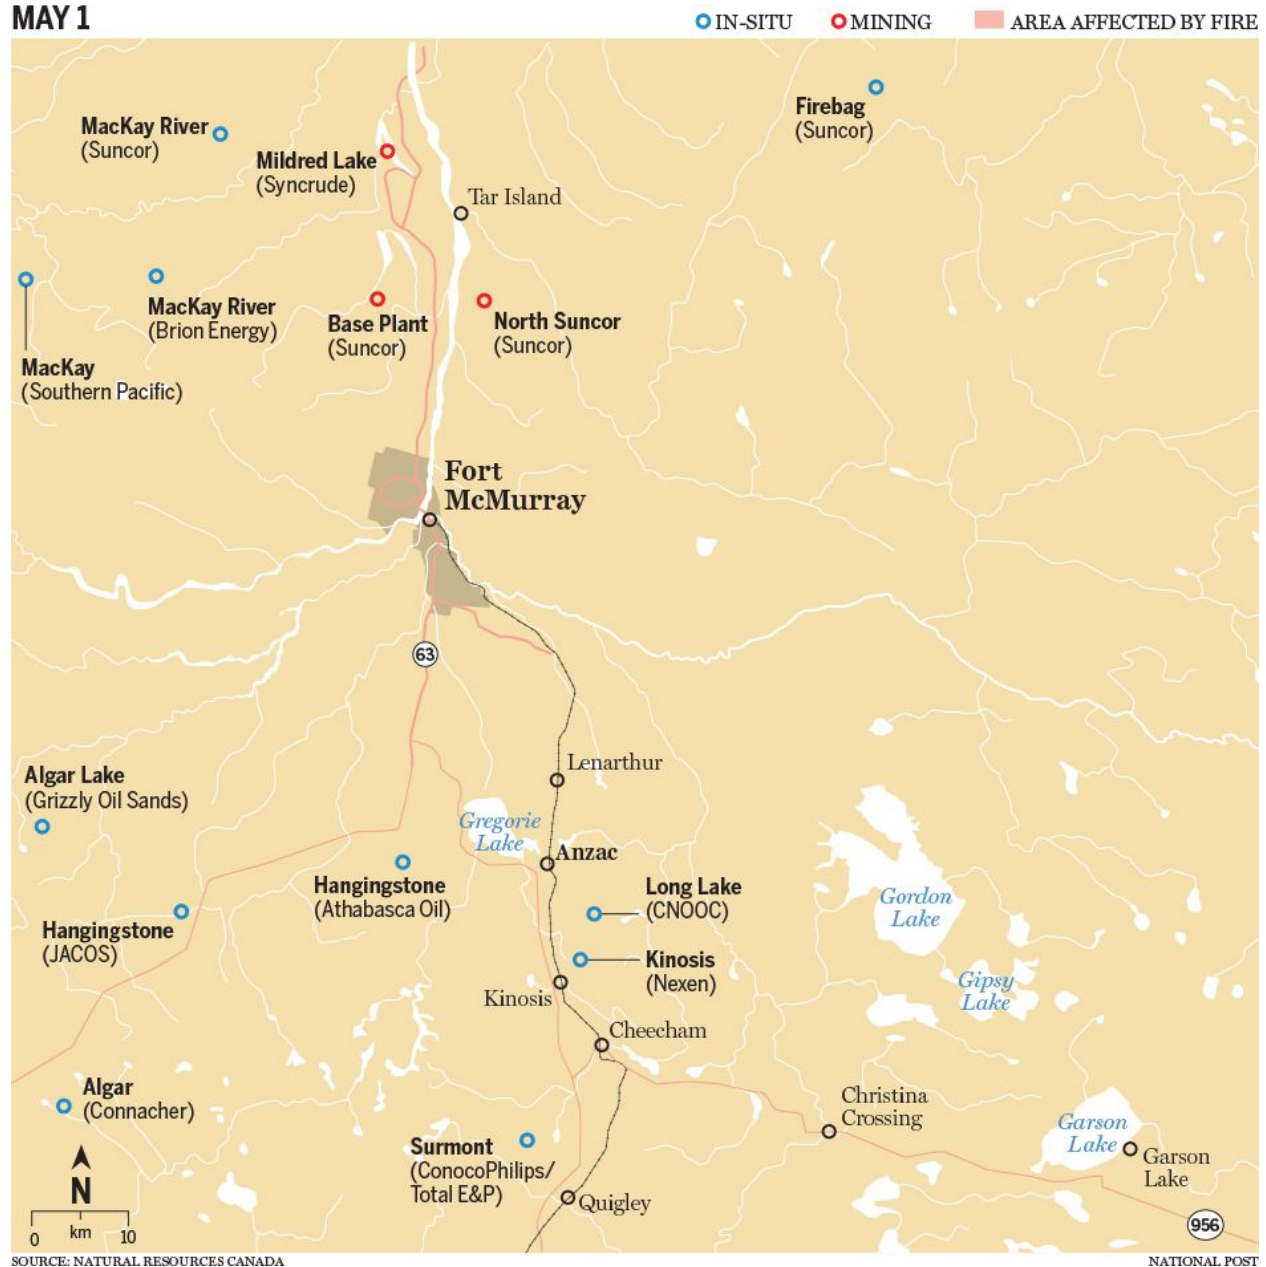 MAY 1
IN-SITU
MINING
AREA AFFECTED BY FIRE
Firebag
(Suncor)
MacKay River
(Suncor)
Mildred Lake
(Syncrude)
Tar Island
MacKay River
(Brion Energy)
Base Plant
(Suncor)
North Suncor
(Suncor)
MacKay
(Southern Pacific)
Fort
McMurray
63
Lenarthur
Algar Lake
(Grizzly Oil Sands)
Gregorie
Lake
Anzac
Hangingstone
(Athabasca Oil)
Long Lake
(CNOOC)
Gordon
Lake
Hangingstone
(JACOS)
Kinosis
(Nexen)
Gipsy
Lake
Kinosis
Cheecham
Algar
(Connacher)
Christina
Crossing
Garson
Lake
Surmont
(ConocoPhilips/
Total E&P)
Garson
Lake
Quigley
N
km
0
10
956
SOURCE: NATURAL RESOURCES CANADA
NATIONAL POST